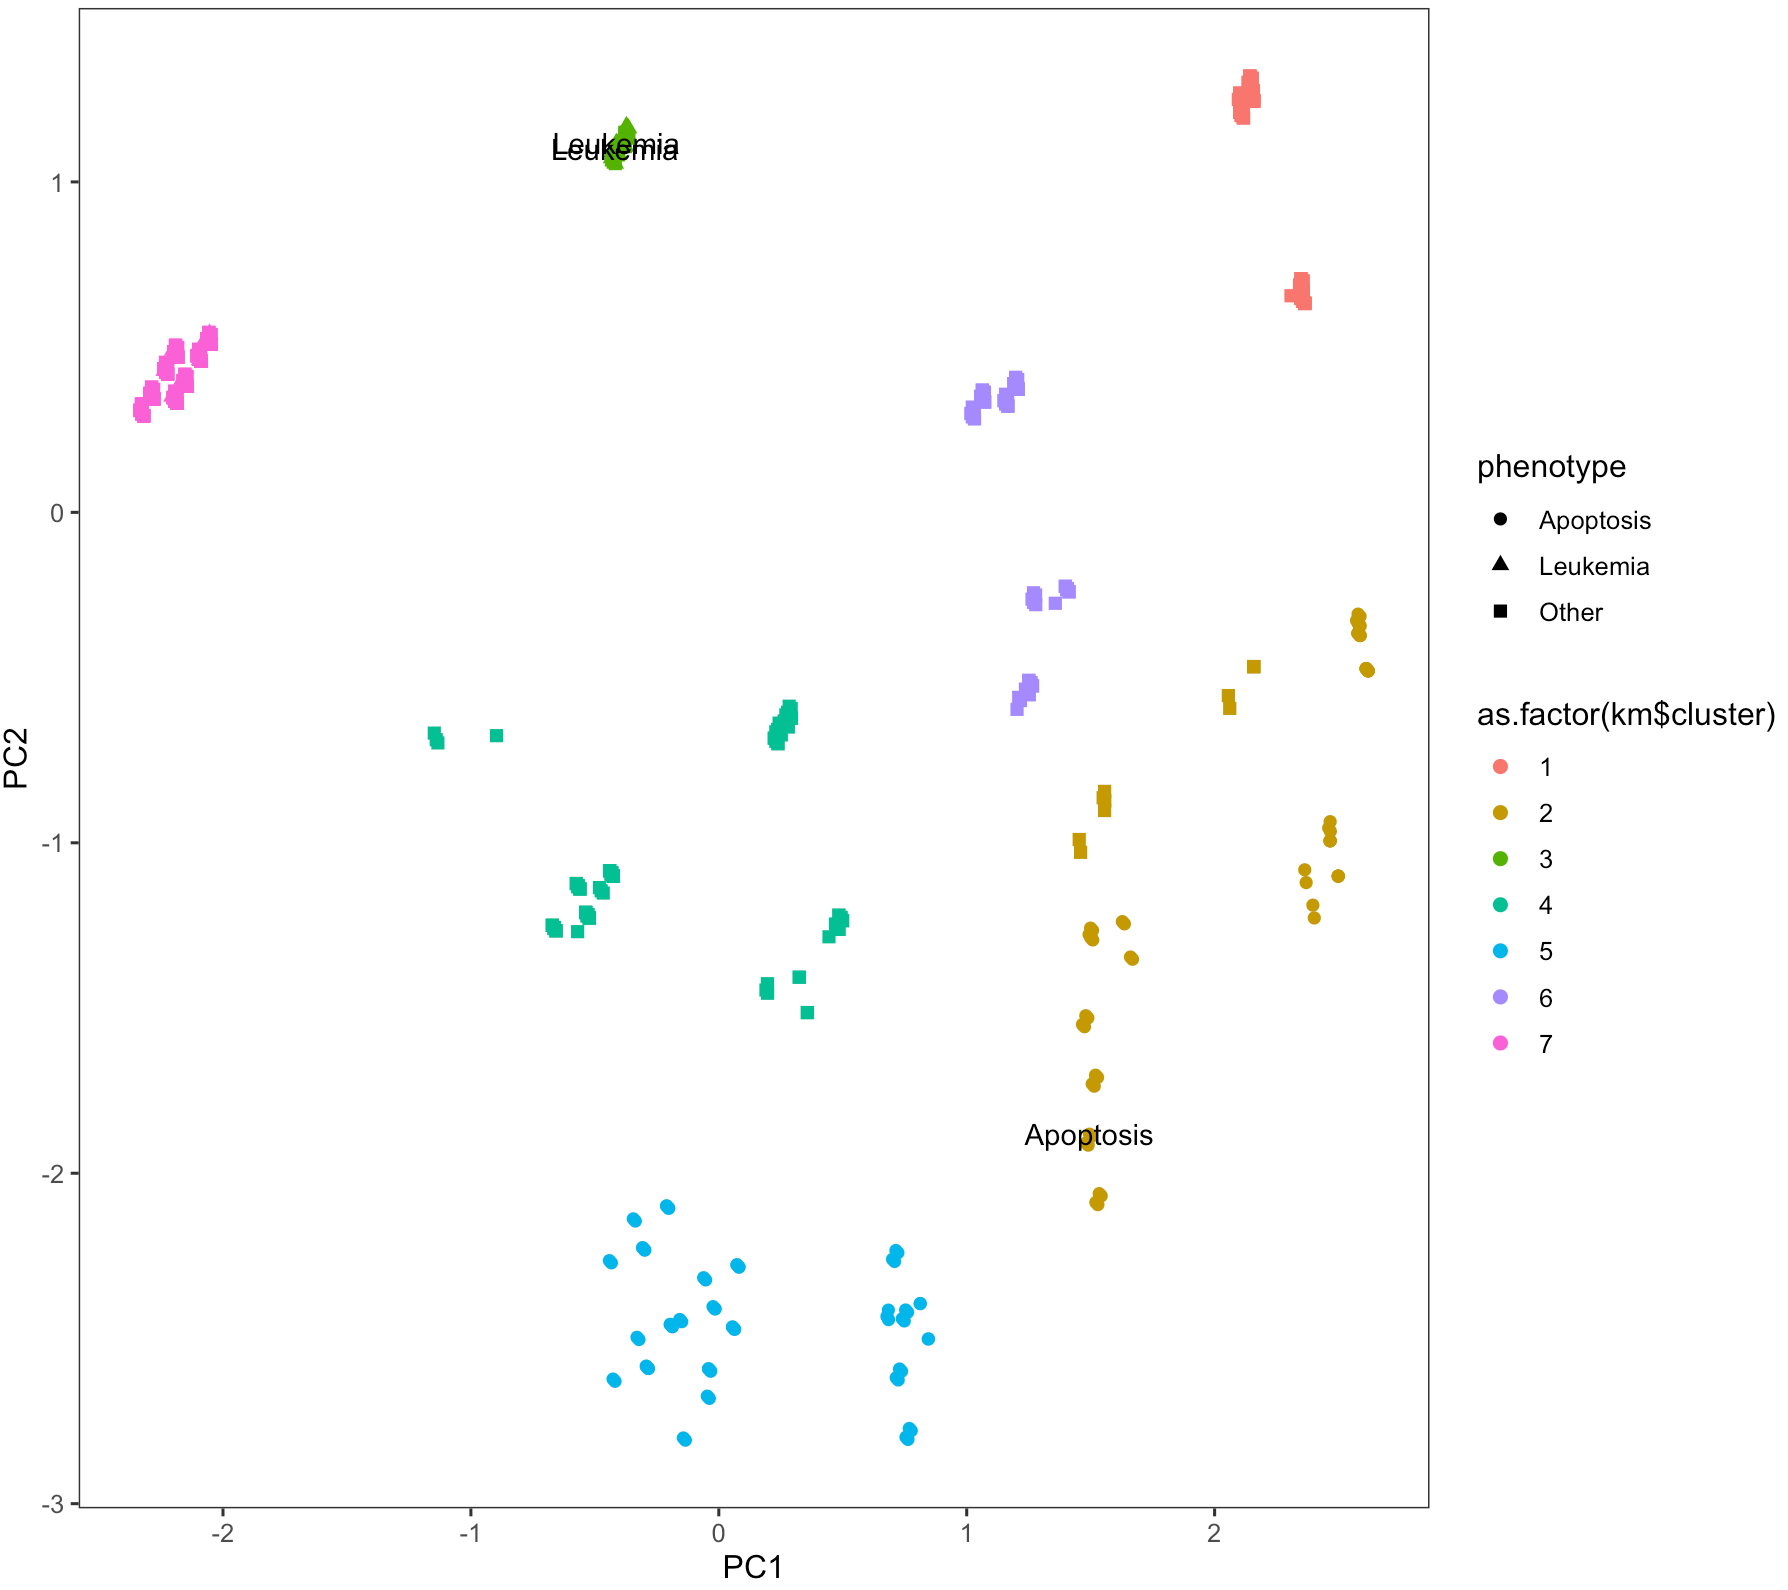 Leukemia
Leukemia
Apoptosis
1
0
-1
-2
-3
PC2
-2
-1
0
1
2
PC1
phenotype
Apoptosis
Leukemia
Other
as.factor(km$cluster)
1
2
3
4
5
6
7